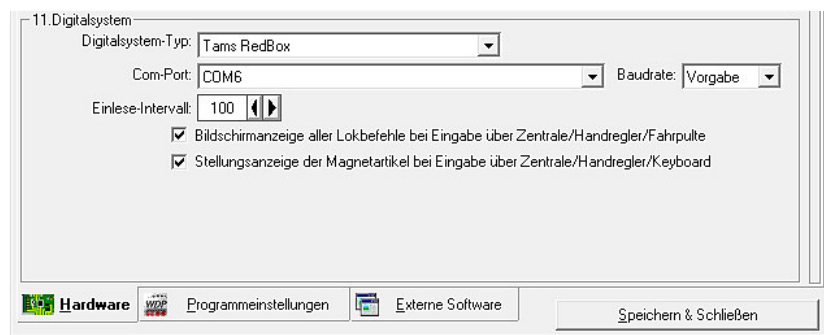 11.Digitalsystem
Digitalsystem-Typ: Tams RedBox
Com-Port: COM6 Baudrate: Vorgabe
Einlese-Intervall: 100
Bildschirmanzeige aller Lokbefehle bei Eingabe über Zentrale/Handregler/Fahrpulte
Stellungsanzeige der Magnetartikel bei Eingabe über Zentrale/Handregler/Keyboard
Hardware WDP Programmeinstellungen Externe Software Speichern & Schließen